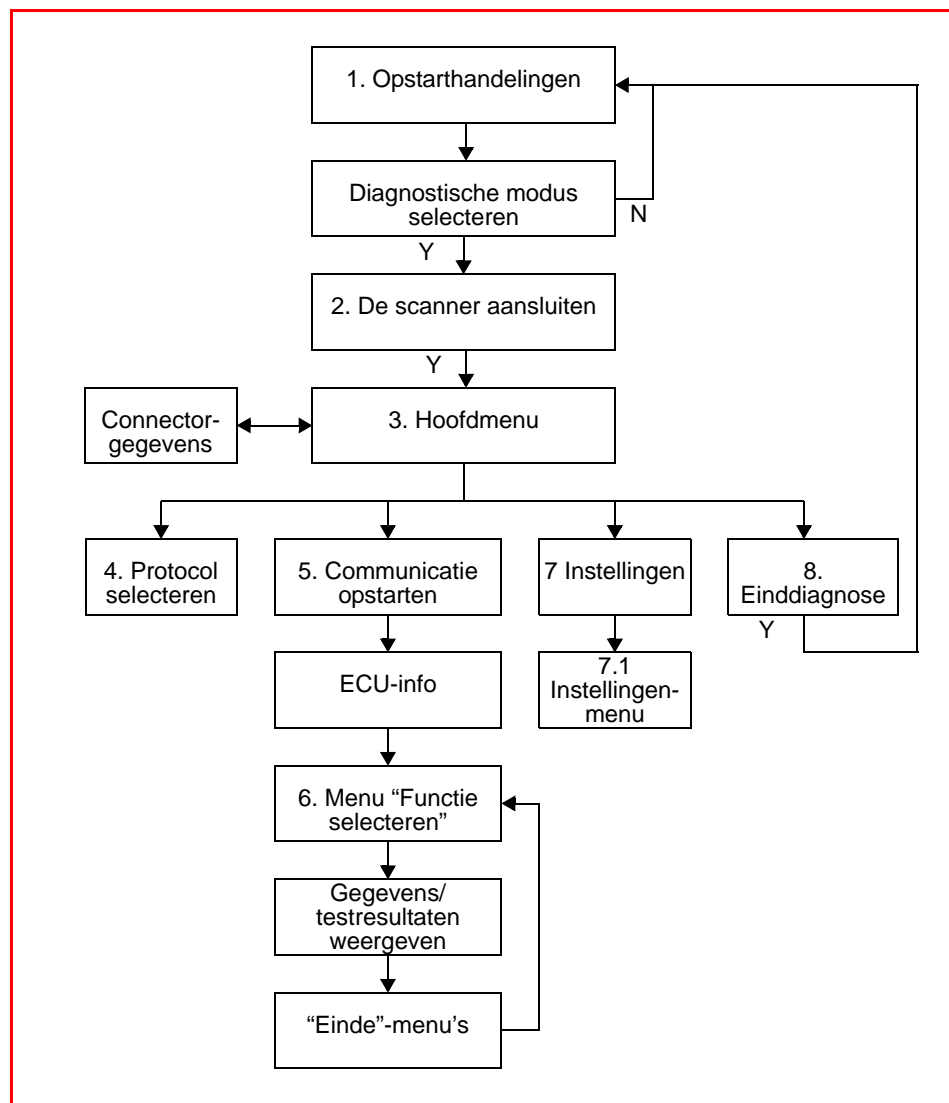 1. Opstarthandelingen
Diagnostische modus
selecteren
N
Y
2. De scanner aansluiten
Y
Connector-
gegevens
3. Hoofdmenu
4. Protocol
selecteren
5. Communicatie
opstarten
7 Instellingen
8.
Einddiagnose
Y
ECU-info
7.1
Instellingen-
menu
6. Menu “Functie
selecteren”
Gegevens/
testresultaten
weergeven
“Einde”-menu's